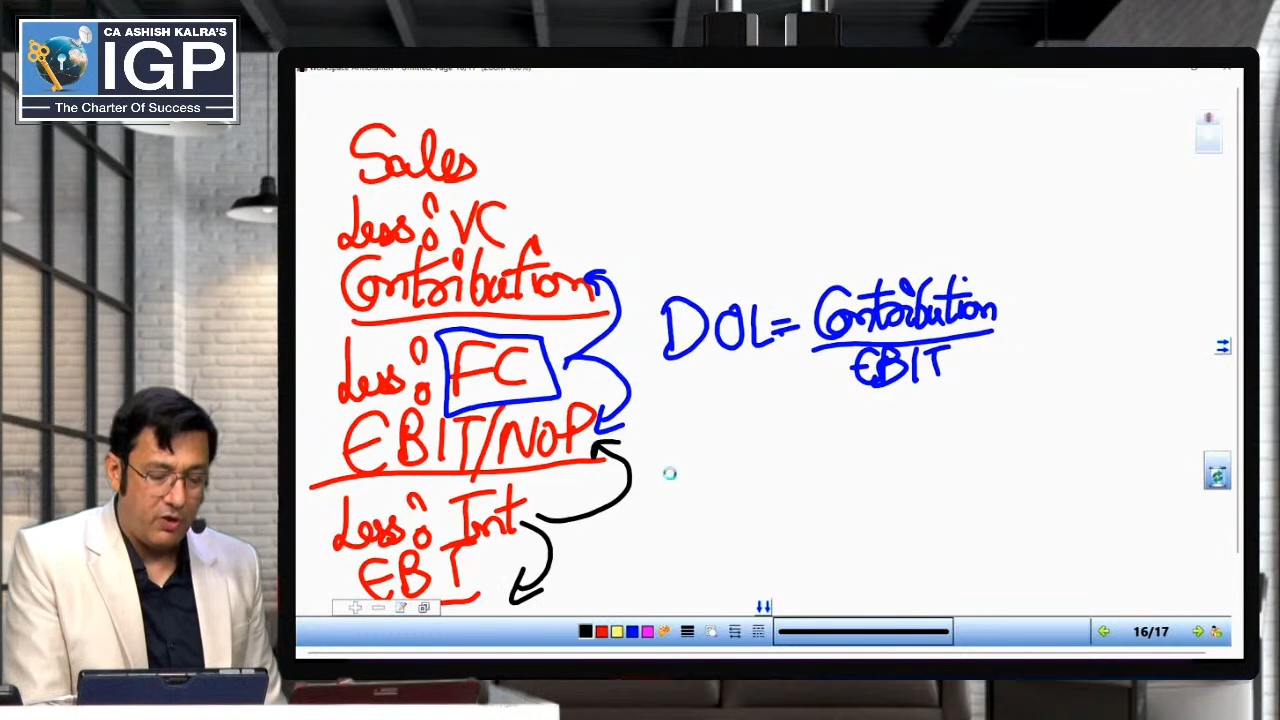 CA ASHISH KALRA'S
IGP
The Charter Of Success
Sales
Less: VC
Contribution
Less: FC
EBIT/NOP
Less: Int
EBT
DOL = Contribution
EBIT
16/17